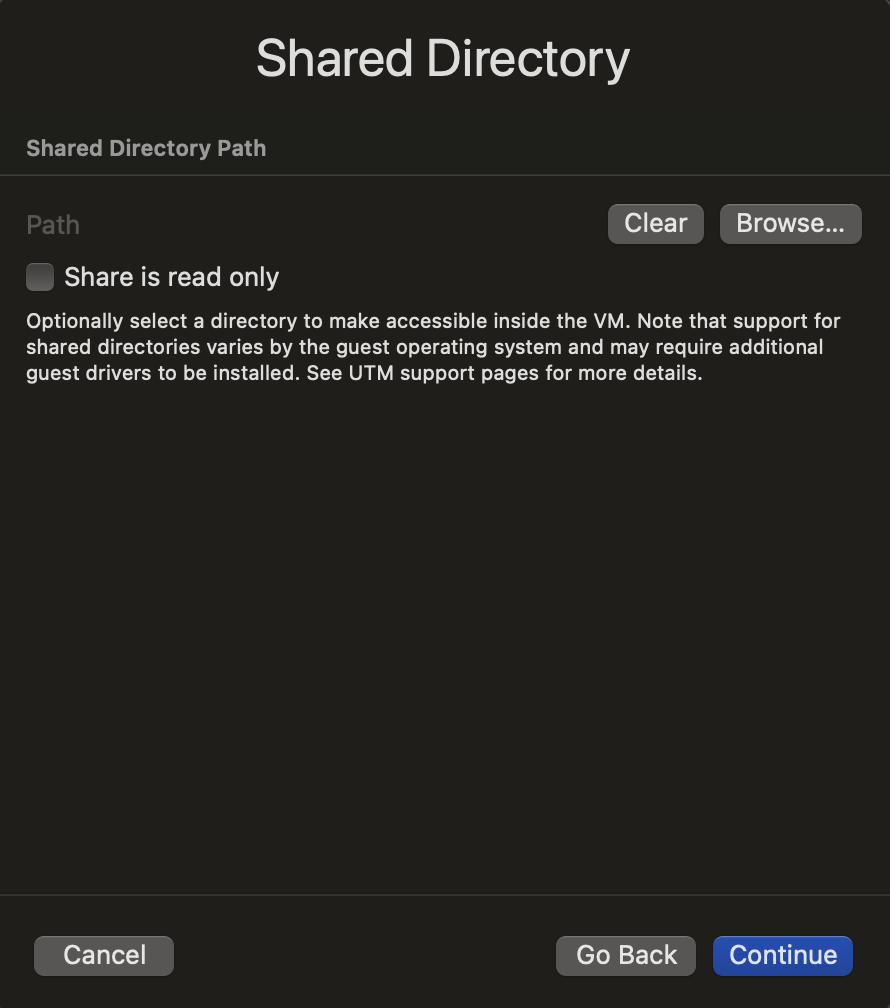 Shared Directory
Shared Directory Path
Path
Clear
Browse...
Share is read only
Optionally select a directory to make accessible inside the VM. Note that support for
shared directories varies by the guest operating system and may require additional
guest drivers to be installed. See UTM support pages for more details.
Cancel
Go Back
Continue